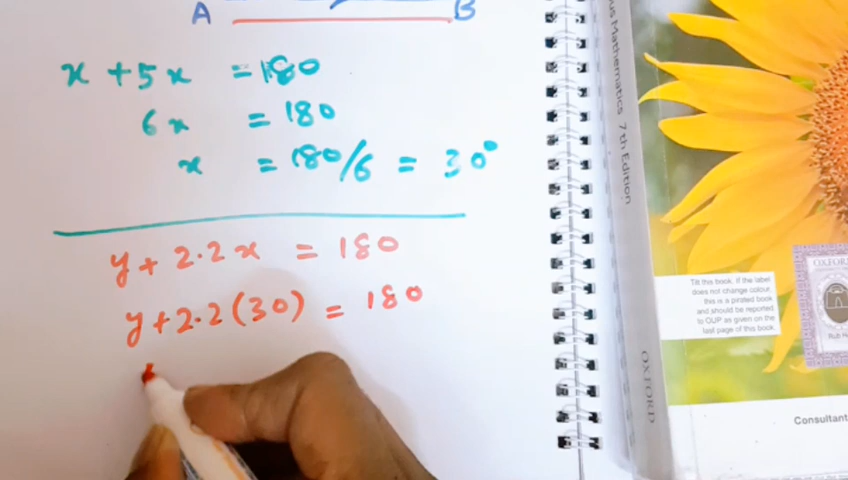 A B
x + 5x = 180
6x = 180
x = 180/6 = 30°
y + 2.2x = 180
y + 2.2(30) = 180
Mathematics 7th Edition
OXFORD
Tilt this book, if the label
does not change colour,
this is a pirated book
and should be reported
to OUP as given on the
last page of this book.
Consultant